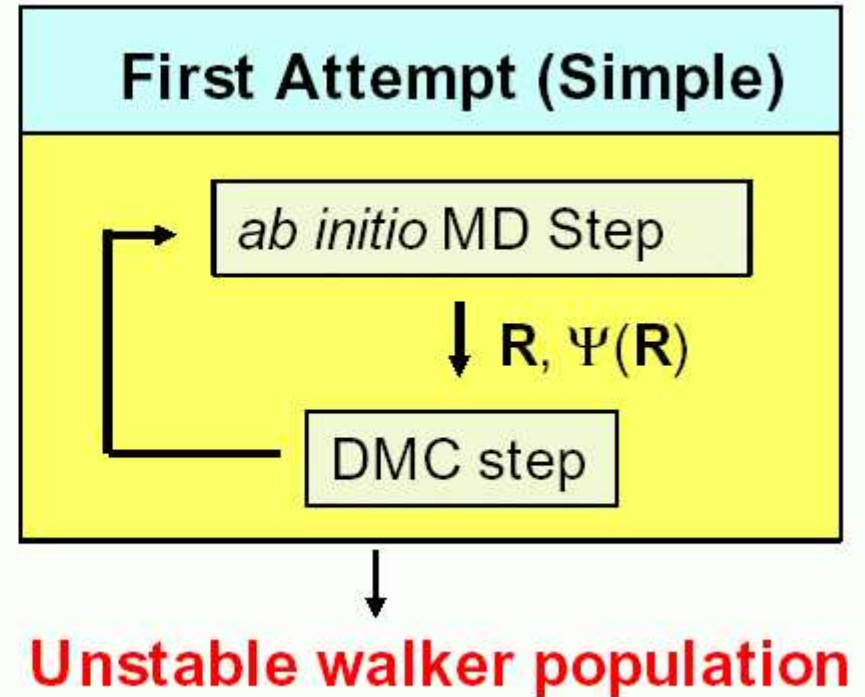 First Attempt (Simple)
ab initio MD Step
R, Ψ(R)
DMC step
Unstable walker population